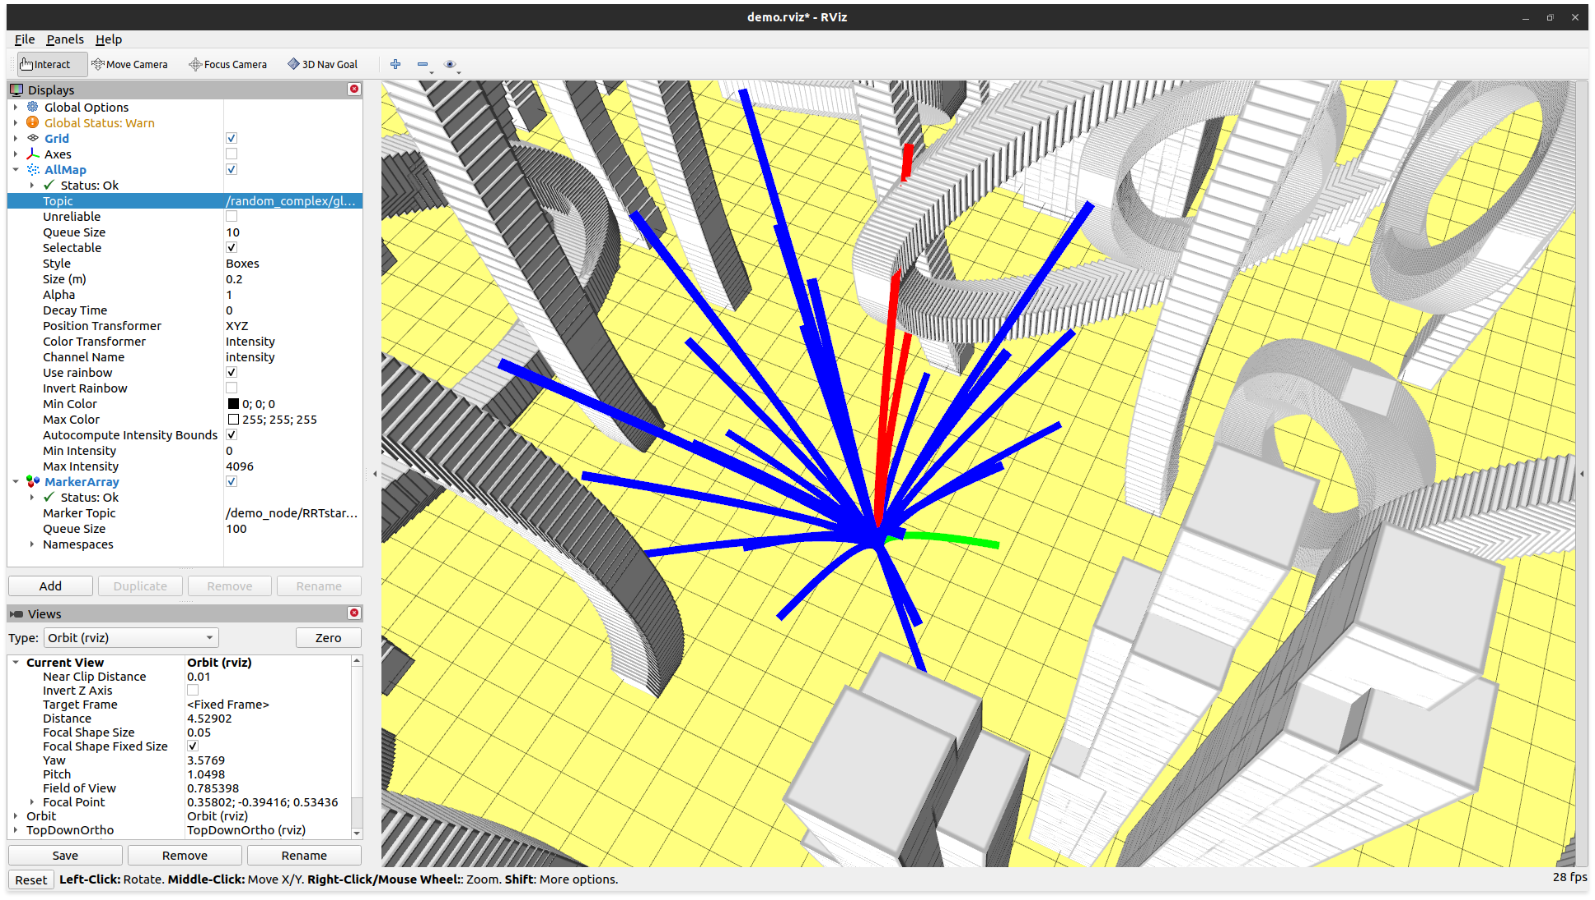 demo.rviz* - RViz
File Panels Help
Interact Move Camera Focus Camera 3D Nav Goal
Displays
Global Options
Global Status: Warn
Grid
Axes
AllMap
Status: Ok
Topic /random_complex/gl...
Unreliable
Queue Size 10
Selectable
Style Boxes
Size (m) 0.2
Alpha 1
Decay Time 0
Position Transformer XYZ
Color Transformer Intensity
Channel Name intensity
Use rainbow
Invert Rainbow
Min Color 0; 0; 0
Max Color 255; 255; 255
Autocompute Intensity Bounds
Min Intensity 0
Max Intensity 4096
MarkerArray
Status: Ok
Marker Topic /demo_node/RRTstar...
Queue Size 100
Namespaces
Add Duplicate Remove Rename
Views
Type: Orbit (rviz) Zero
Current View Orbit (rviz)
Near Clip Distance 0.01
Invert Z Axis
Target Frame <Fixed Frame>
Distance 4.52902
Focal Shape Size 0.05
Focal Shape Fixed Size
Yaw 3.5769
Pitch 1.0498
Field of View 0.785398
Focal Point 0.35802; -0.39416; 0.53436
Orbit Orbit (rviz)
TopDownOrtho TopDownOrtho (rviz)
Save Remove Rename
Reset Left-Click: Rotate. Middle-Click: Move X/Y. Right-Click/Mouse Wheel:: Zoom. Shift: More options. 28 fps